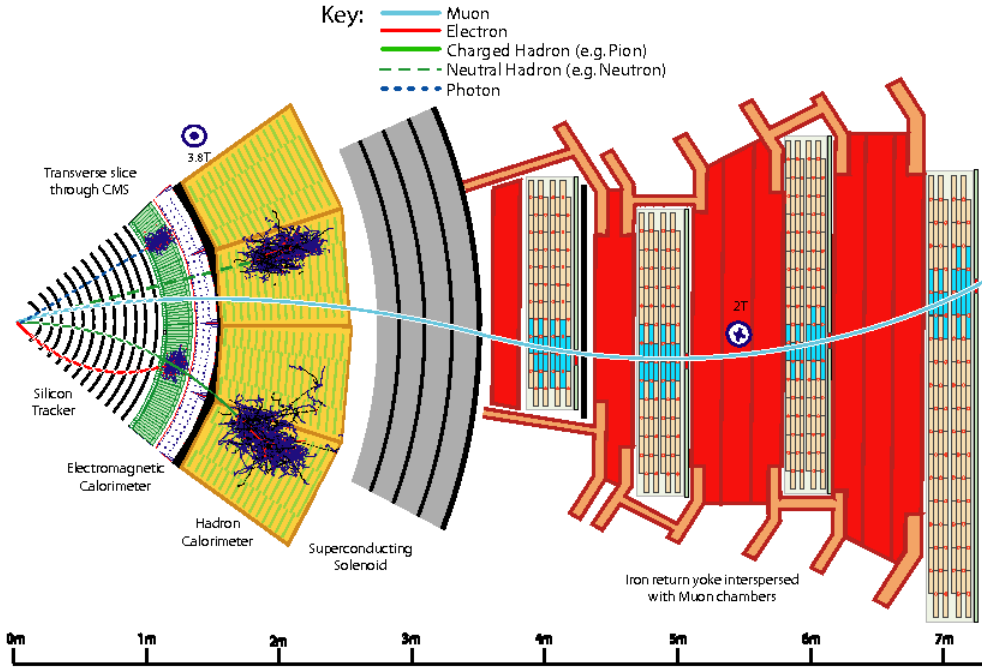 Key:
Muon
Electron
Charged Hadron (e.g. Pion)
Neutral Hadron (e.g. Neutron)
Photon
3.8T
Transverse slice
through CMS
2T
Silicon
Tracker
Electromagnetic
Calorimeter
Hadron
Calorimeter
Superconducting
Solenoid
Iron return yoke interspersed
with Muon chambers
0m 1m 2m 3m 4m 5m 6m 7m